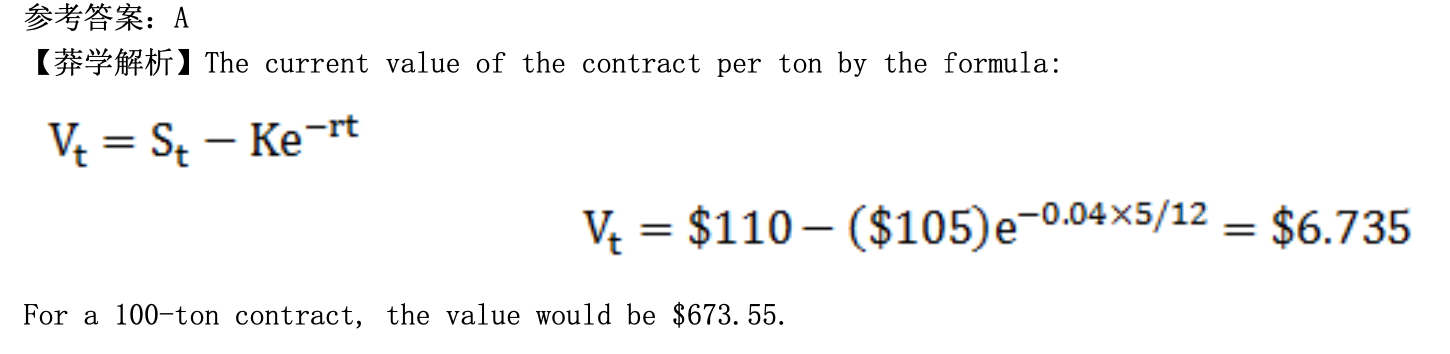 参考答案：A
【莽学解析】The current value of the contract per ton by the formula:
Vₜ = Sₜ − Ke^(−rt)
Vₜ = $110 − ($105)e^(−0.04×5/12) = $6.735
For a 100-ton contract, the value would be $673.55.